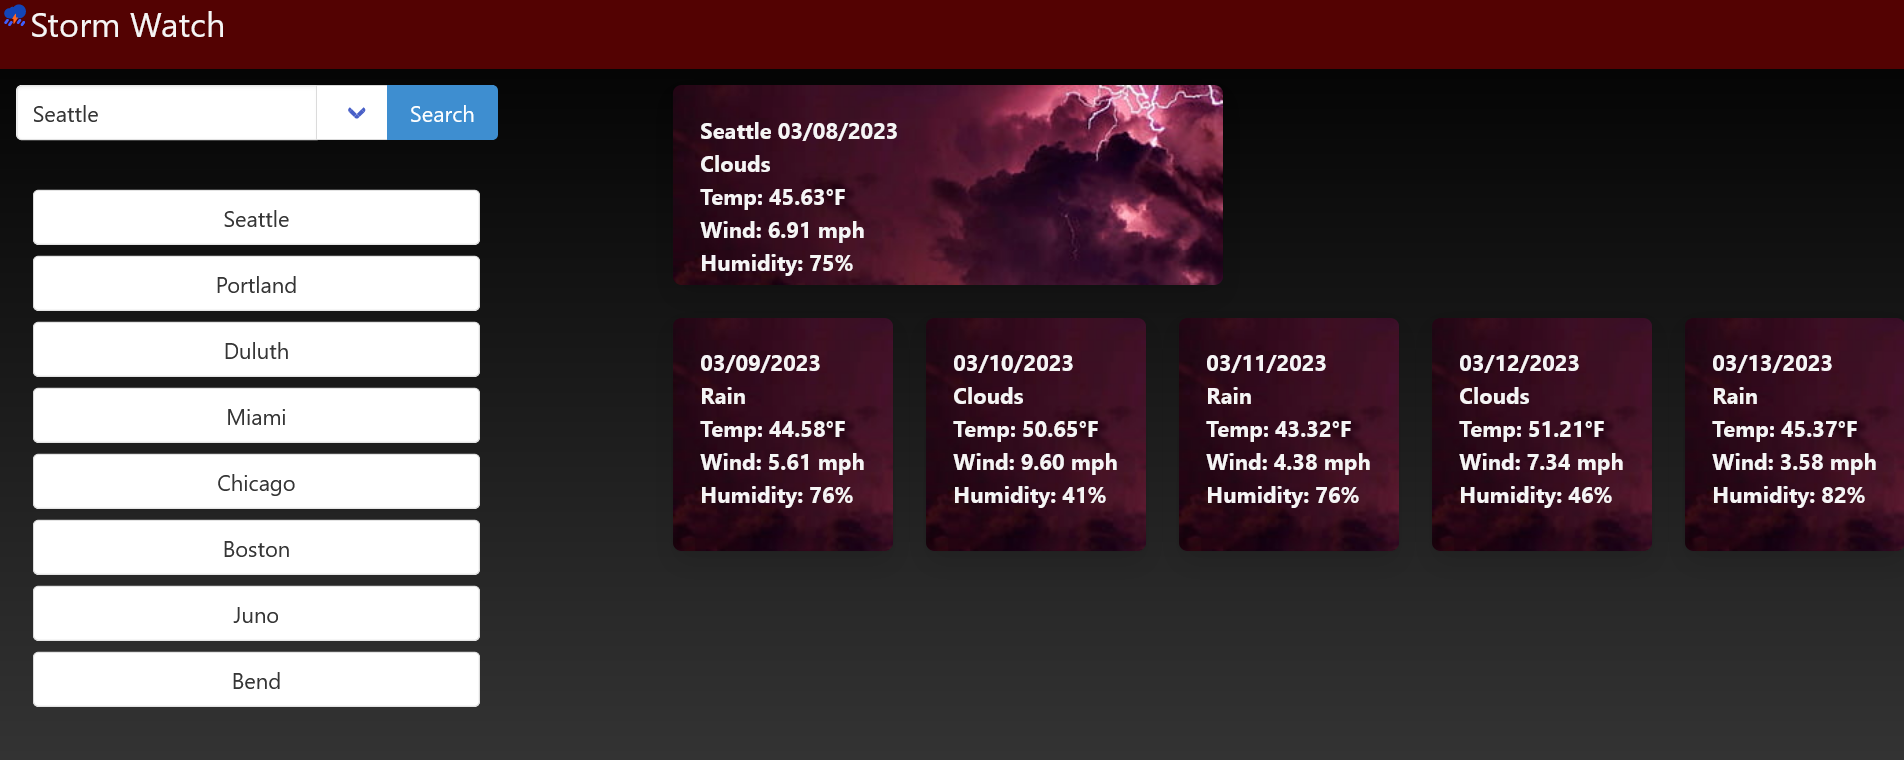 Storm Watch
Seattle
Search
Seattle
Portland
Duluth
Miami
Chicago
Boston
Juno
Bend
Seattle 03/08/2023
Clouds
Temp: 45.63°F
Wind: 6.91 mph
Humidity: 75%
03/09/2023
Rain
Temp: 44.58°F
Wind: 5.61 mph
Humidity: 76%
03/10/2023
Clouds
Temp: 50.65°F
Wind: 9.60 mph
Humidity: 41%
03/11/2023
Rain
Temp: 43.32°F
Wind: 4.38 mph
Humidity: 76%
03/12/2023
Clouds
Temp: 51.21°F
Wind: 7.34 mph
Humidity: 46%
03/13/2023
Rain
Temp: 45.37°F
Wind: 3.58 mph
Humidity: 82%